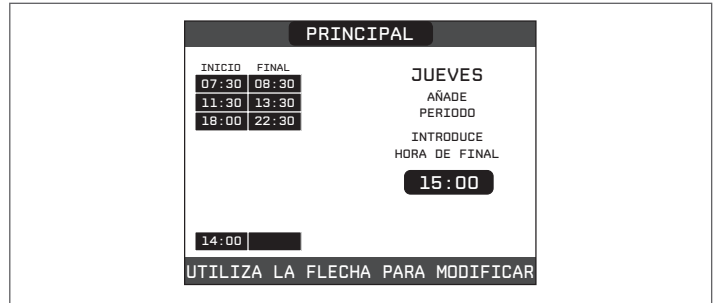 PRINCIPAL
INICIO FINAL
07:30 08:30
11:30 13:30
18:00 22:30
14:00
JUEVES
AÑADE
PERIODO
INTRODUCE
HORA DE FINAL
15:00
UTILIZA LA FLECHA PARA MODIFICAR